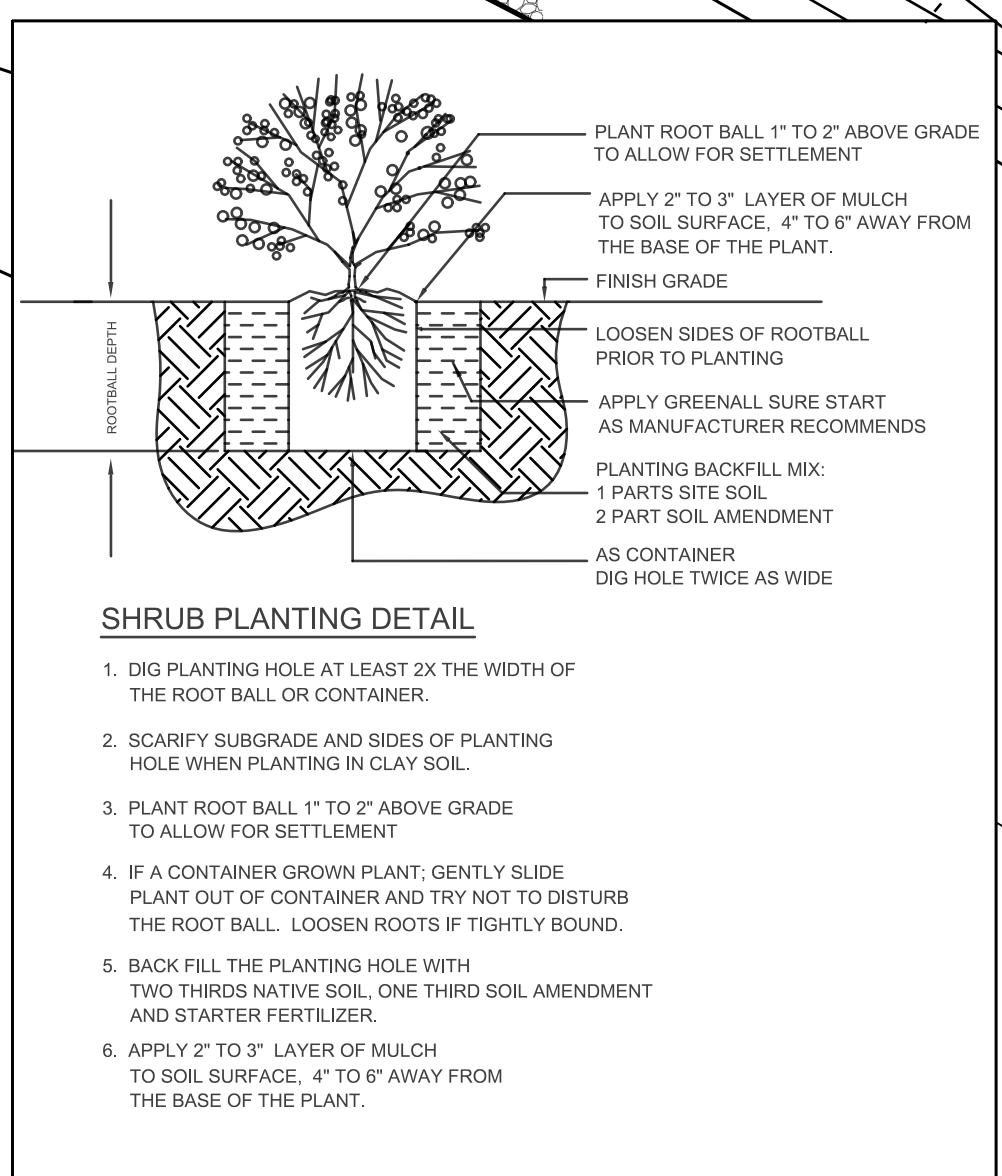 PLANT ROOT BALL 1" TO 2" ABOVE GRADE
TO ALLOW FOR SETTLEMENT
APPLY 2" TO 3" LAYER OF MULCH
TO SOIL SURFACE, 4" TO 6" AWAY FROM
THE BASE OF THE PLANT.
FINISH GRADE
LOOSEN SIDES OF ROOTBALL
PRIOR TO PLANTING
ROOTBALL DEPTH
APPLY GREENALL SURE START
AS MANUFACTURER RECOMMENDS
PLANTING BACKFILL MIX:
1 PARTS SITE SOIL
2 PART SOIL AMENDMENT
AS CONTAINER
DIG HOLE TWICE AS WIDE
SHRUB PLANTING DETAIL
1. DIG PLANTING HOLE AT LEAST 2X THE WIDTH OF
THE ROOT BALL OR CONTAINER.
2. SCARIFY SUBGRADE AND SIDES OF PLANTING
HOLE WHEN PLANTING IN CLAY SOIL.
3. PLANT ROOT BALL 1" TO 2" ABOVE GRADE
TO ALLOW FOR SETTLEMENT
4. IF A CONTAINER GROWN PLANT; GENTLY SLIDE
PLANT OUT OF CONTAINER AND TRY NOT TO DISTURB
THE ROOT BALL. LOOSEN ROOTS IF TIGHTLY BOUND.
5. BACK FILL THE PLANTING HOLE WITH
TWO THIRDS NATIVE SOIL, ONE THIRD SOIL AMENDMENT
AND STARTER FERTILIZER.
6. APPLY 2" TO 3" LAYER OF MULCH
TO SOIL SURFACE, 4" TO 6" AWAY FROM
THE BASE OF THE PLANT.